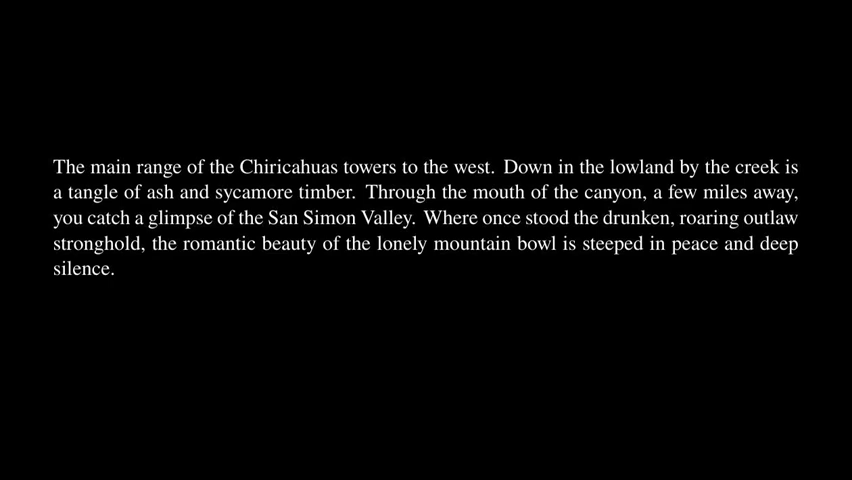 The main range of the Chiricahuas towers to the west. Down in the lowland by the creek is
a tangle of ash and sycamore timber. Through the mouth of the canyon, a few miles away,
you catch a glimpse of the San Simon Valley. Where once stood the drunken, roaring outlaw
stronghold, the romantic beauty of the lonely mountain bowl is steeped in peace and deep
silence.